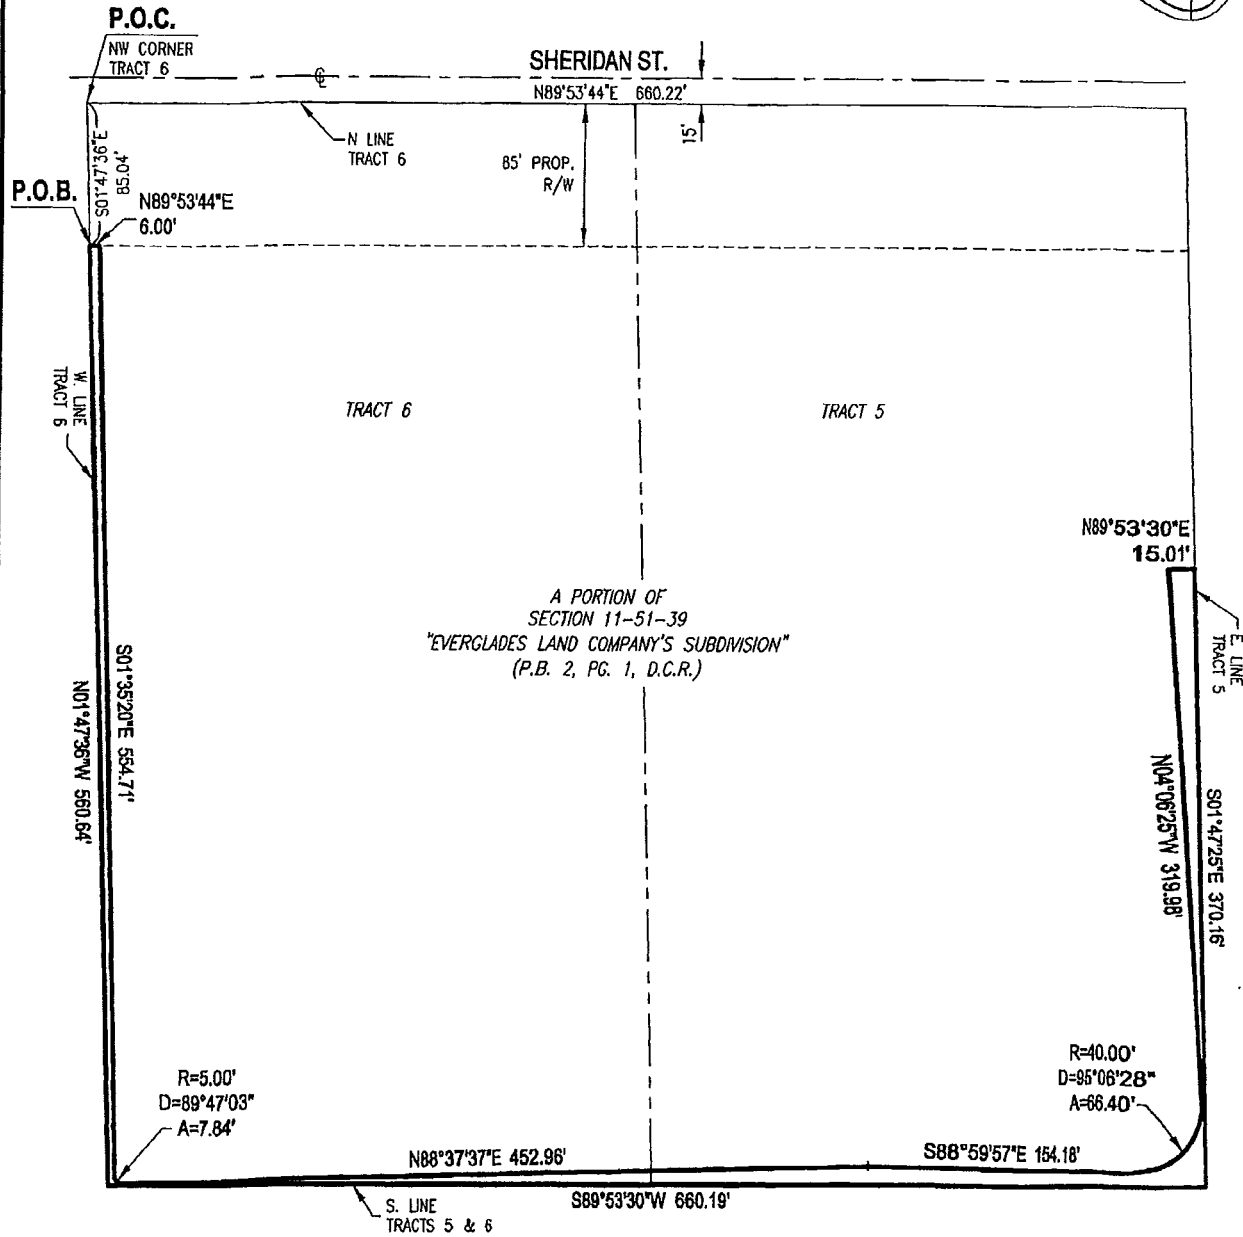 P.O.C.
NW CORNER
TRACT 6
SHERIDAN ST.
N89°53'44"E 660.22'
15'
N LINE
TRACT 6
85' PROP.
R/W
S01°47'36"E
85.04'
P.O.B.
N89°53'44"E
6.00'
W. LINE
TRACT 6
TRACT 6
TRACT 5
N89°53'30"E
15.01'
A PORTION OF
SECTION 11-51-39
"EVERGLADES LAND COMPANY'S SUBDIVISION"
(P.B. 2, PG. 1, D.C.R.)
E. LINE
TRACT 5
S01°35'20"E 554.71'
N01°47'36"W 560.64'
N04°06'25"W 319.98'
S01°47'25"E 370.16'
R=5.00'
D=89°47'03"
A=7.84'
R=40.00'
D=95°06'28"
A=66.40'
N88°37'37"E 452.96'
S88°59'57"E 154.18'
S89°53'30"W 660.19'
S. LINE
TRACTS 5 & 6